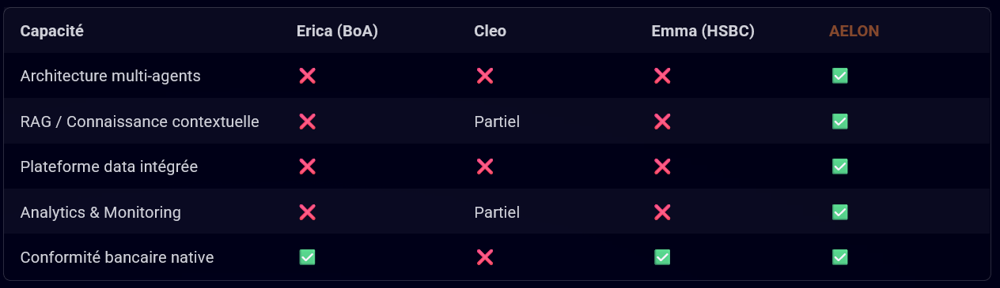 Capacité Erica (BoA) Cleo Emma (HSBC) AELON
Architecture multi-agents ❌ ❌ ❌ ✅
RAG / Connaissance contextuelle ❌ Partiel ❌ ✅
Plateforme data intégrée ❌ ❌ ❌ ✅
Analytics & Monitoring ❌ Partiel ❌ ✅
Conformité bancaire native ✅ ❌ ✅ ✅